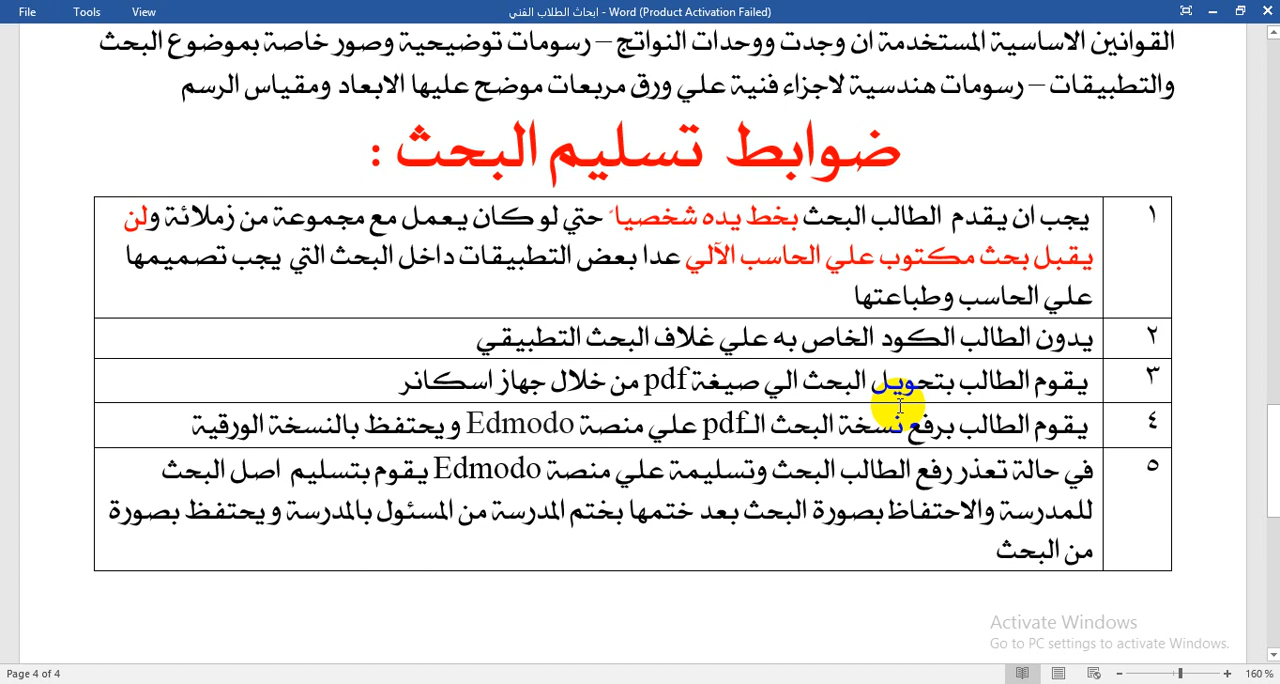 File Tools View ابحاث الطلاب الفني - Word (Product Activation Failed)
القوانين الاساسية المستخدمة ان وجدت ووحدات النواتج – رسومات توضيحية وصور خاصة بموضوع البحث
والتطبيقات – رسومات هندسية لاجزاء فنية علي ورق مربعات موضح عليها الابعاد ومقياس الرسم
ضوابط تسليم البحث :
١ يجب ان يقدم الطالب البحث بخط يده شخصياً حتي لو كان يعمل مع مجموعة من زملائة ولن
يقبل بحث مكتوب علي الحاسب الآلي عدا بعض التطبيقات داخل البحث التي يجب تصميمها
علي الحاسب وطباعتها
٢ يدون الطالب الكود الخاص به علي غلاف البحث التطبيقي
٣ يقوم الطالب بتحويل البحث الي صيغة pdf من خلال جهاز اسكانر
٤ يقوم الطالب برفع نسخة البحث الـpdf علي منصة Edmodo ويحتفظ بالنسخة الورقية
٥ في حالة تعذر رفع الطالب البحث وتسليمة علي منصة Edmodo يقوم بتسليم اصل البحث
للمدرسة والاحتفاظ بصورة البحث بعد ختمها بختم المدرسة من المسئول بالمدرسة ويحتفظ بصورة
من البحث
Activate Windows
Go to PC settings to activate Windows.
Page 4 of 4 160 %